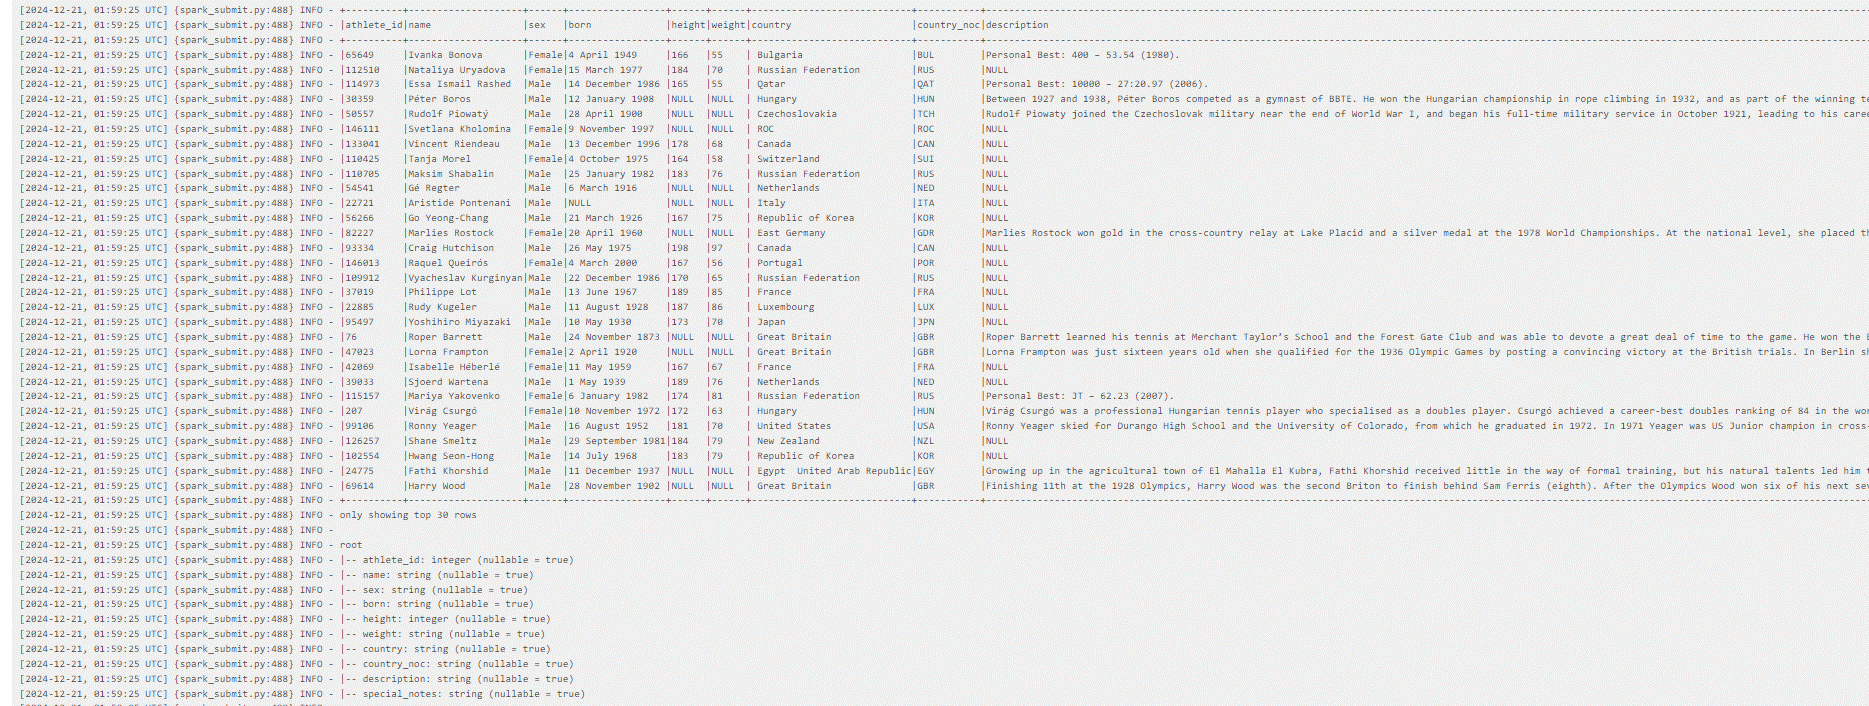 [2024-12-21, 01:59:25 UTC] {spark_submit.py:488} INFO - +----------+--------------------+------+-----------------+------+------+----------------------------+-----------+
[2024-12-21, 01:59:25 UTC] {spark_submit.py:488} INFO - |athlete_id|name |sex |born |height|weight|country |country_noc|description
[2024-12-21, 01:59:25 UTC] {spark_submit.py:488} INFO - +----------+--------------------+------+-----------------+------+------+----------------------------+-----------+
[2024-12-21, 01:59:25 UTC] {spark_submit.py:488} INFO - |65649 |Ivanka Bonova |Female|4 April 1949 |166 |55 | Bulgaria |BUL |Personal Best: 400 – 53.54 (1980).
[2024-12-21, 01:59:25 UTC] {spark_submit.py:488} INFO - |112510 |Nataliya Uryadova |Female|15 March 1977 |184 |70 | Russian Federation |RUS |NULL
[2024-12-21, 01:59:25 UTC] {spark_submit.py:488} INFO - |114973 |Essa Ismail Rashed |Male |14 December 1986 |165 |55 | Qatar |QAT |Personal Best: 10000 – 27:20.97 (2006).
[2024-12-21, 01:59:25 UTC] {spark_submit.py:488} INFO - |30359 |Péter Boros |Male |12 January 1908 |NULL |NULL | Hungary |HUN |Between 1927 and 1938, Péter Boros competed as a gymnast of BBTE. He won the Hungarian championship in rope climbing in 1932, and as part of the winning te
[2024-12-21, 01:59:25 UTC] {spark_submit.py:488} INFO - |50557 |Rudolf Piowatý |Male |28 April 1900 |NULL |NULL | Czechoslovakia |TCH |Rudolf Piowaty joined the Czechoslovak military near the end of World War I, and began his full-time military service in October 1921, leading to his caree
[2024-12-21, 01:59:25 UTC] {spark_submit.py:488} INFO - |146111 |Svetlana Kholomina |Female|9 November 1997 |NULL |NULL | ROC |ROC |NULL
[2024-12-21, 01:59:25 UTC] {spark_submit.py:488} INFO - |133041 |Vincent Riendeau |Male |13 December 1996 |178 |68 | Canada |CAN |NULL
[2024-12-21, 01:59:25 UTC] {spark_submit.py:488} INFO - |110425 |Tanja Morel |Female|4 October 1975 |164 |58 | Switzerland |SUI |NULL
[2024-12-21, 01:59:25 UTC] {spark_submit.py:488} INFO - |110705 |Maksim Shabalin |Male |25 January 1982 |183 |76 | Russian Federation |RUS |NULL
[2024-12-21, 01:59:25 UTC] {spark_submit.py:488} INFO - |54541 |Gé Regter |Male |6 March 1916 |NULL |NULL | Netherlands |NED |NULL
[2024-12-21, 01:59:25 UTC] {spark_submit.py:488} INFO - |22721 |Aristide Pontenani |Male |NULL |NULL |NULL | Italy |ITA |NULL
[2024-12-21, 01:59:25 UTC] {spark_submit.py:488} INFO - |56266 |Go Yeong-Chang |Male |21 March 1926 |167 |75 | Republic of Korea |KOR |NULL
[2024-12-21, 01:59:25 UTC] {spark_submit.py:488} INFO - |82227 |Marlies Rostock |Female|20 April 1960 |NULL |NULL | East Germany |GDR |Marlies Rostock won gold in the cross-country relay at Lake Placid and a silver medal at the 1978 World Championships. At the national level, she placed th
[2024-12-21, 01:59:25 UTC] {spark_submit.py:488} INFO - |93334 |Craig Hutchison |Male |26 May 1975 |198 |97 | Canada |CAN |NULL
[2024-12-21, 01:59:25 UTC] {spark_submit.py:488} INFO - |146013 |Raquel Queirós |Female|4 March 2000 |167 |56 | Portugal |POR |NULL
[2024-12-21, 01:59:25 UTC] {spark_submit.py:488} INFO - |109912 |Vyacheslav Kurginyan|Male |22 December 1986 |170 |65 | Russian Federation |RUS |NULL
[2024-12-21, 01:59:25 UTC] {spark_submit.py:488} INFO - |37019 |Philippe Lot |Male |13 June 1967 |189 |85 | France |FRA |NULL
[2024-12-21, 01:59:25 UTC] {spark_submit.py:488} INFO - |22885 |Rudy Kugeler |Male |11 August 1928 |187 |86 | Luxembourg |LUX |NULL
[2024-12-21, 01:59:25 UTC] {spark_submit.py:488} INFO - |95497 |Yoshihiro Miyazaki |Male |10 May 1930 |173 |70 | Japan |JPN |NULL
[2024-12-21, 01:59:25 UTC] {spark_submit.py:488} INFO - |76 |Roper Barrett |Male |24 November 1873 |NULL |NULL | Great Britain |GBR |Roper Barrett learned his tennis at Merchant Taylor’s School and the Forest Gate Club and was able to devote a great deal of time to the game. He won the
[2024-12-21, 01:59:25 UTC] {spark_submit.py:488} INFO - |47023 |Lorna Frampton |Female|2 April 1920 |NULL |NULL | Great Britain |GBR |Lorna Frampton was just sixteen years old when she qualified for the 1936 Olympic Games by posting a convincing victory at the British trials. In Berlin sh
[2024-12-21, 01:59:25 UTC] {spark_submit.py:488} INFO - |42069 |Isabelle Héberlé |Female|11 May 1959 |167 |67 | France |FRA |NULL
[2024-12-21, 01:59:25 UTC] {spark_submit.py:488} INFO - |39033 |Sjoerd Wartena |Male |1 May 1939 |189 |76 | Netherlands |NED |NULL
[2024-12-21, 01:59:25 UTC] {spark_submit.py:488} INFO - |115157 |Mariya Yakovenko |Female|6 January 1982 |174 |81 | Russian Federation |RUS |Personal Best: JT – 62.23 (2007).
[2024-12-21, 01:59:25 UTC] {spark_submit.py:488} INFO - |207 |Virág Csurgó |Female|10 November 1972 |172 |63 | Hungary |HUN |Virág Csurgó was a professional Hungarian tennis player who specialised as a doubles player. Csurgó achieved a career-best doubles ranking of 84 in the wor
[2024-12-21, 01:59:25 UTC] {spark_submit.py:488} INFO - |99106 |Ronny Yeager |Male |16 August 1952 |181 |70 | United States |USA |Ronny Yeager skied for Durango High School and the University of Colorado, from which he graduated in 1972. In 1971 Yeager was US Junior champion in cross-
[2024-12-21, 01:59:25 UTC] {spark_submit.py:488} INFO - |126257 |Shane Smeltz |Male |29 September 1981|184 |79 | New Zealand |NZL |NULL
[2024-12-21, 01:59:25 UTC] {spark_submit.py:488} INFO - |102554 |Hwang Seon-Hong |Male |14 July 1968 |183 |79 | Republic of Korea |KOR |NULL
[2024-12-21, 01:59:25 UTC] {spark_submit.py:488} INFO - |24775 |Fathi Khorshid |Male |11 December 1937 |NULL |NULL | Egypt  United Arab Republic|EGY |Growing up in the agricultural town of El Mahalla El Kubra, Fathi Khorshid received little in the way of formal training, but his natural talents led him t
[2024-12-21, 01:59:25 UTC] {spark_submit.py:488} INFO - |69614 |Harry Wood |Male |28 November 1902 |NULL |NULL | Great Britain |GBR |Finishing 11th at the 1928 Olympics, Harry Wood was the second Briton to finish behind Sam Ferris (eighth). After the Olympics Wood won six of his next sev
[2024-12-21, 01:59:25 UTC] {spark_submit.py:488} INFO - +----------+--------------------+------+-----------------+------+------+----------------------------+-----------+
[2024-12-21, 01:59:25 UTC] {spark_submit.py:488} INFO - only showing top 30 rows
[2024-12-21, 01:59:25 UTC] {spark_submit.py:488} INFO -
[2024-12-21, 01:59:25 UTC] {spark_submit.py:488} INFO - root
[2024-12-21, 01:59:25 UTC] {spark_submit.py:488} INFO - |-- athlete_id: integer (nullable = true)
[2024-12-21, 01:59:25 UTC] {spark_submit.py:488} INFO - |-- name: string (nullable = true)
[2024-12-21, 01:59:25 UTC] {spark_submit.py:488} INFO - |-- sex: string (nullable = true)
[2024-12-21, 01:59:25 UTC] {spark_submit.py:488} INFO - |-- born: string (nullable = true)
[2024-12-21, 01:59:25 UTC] {spark_submit.py:488} INFO - |-- height: integer (nullable = true)
[2024-12-21, 01:59:25 UTC] {spark_submit.py:488} INFO - |-- weight: string (nullable = true)
[2024-12-21, 01:59:25 UTC] {spark_submit.py:488} INFO - |-- country: string (nullable = true)
[2024-12-21, 01:59:25 UTC] {spark_submit.py:488} INFO - |-- country_noc: string (nullable = true)
[2024-12-21, 01:59:25 UTC] {spark_submit.py:488} INFO - |-- description: string (nullable = true)
[2024-12-21, 01:59:25 UTC] {spark_submit.py:488} INFO - |-- special_notes: string (nullable = true)